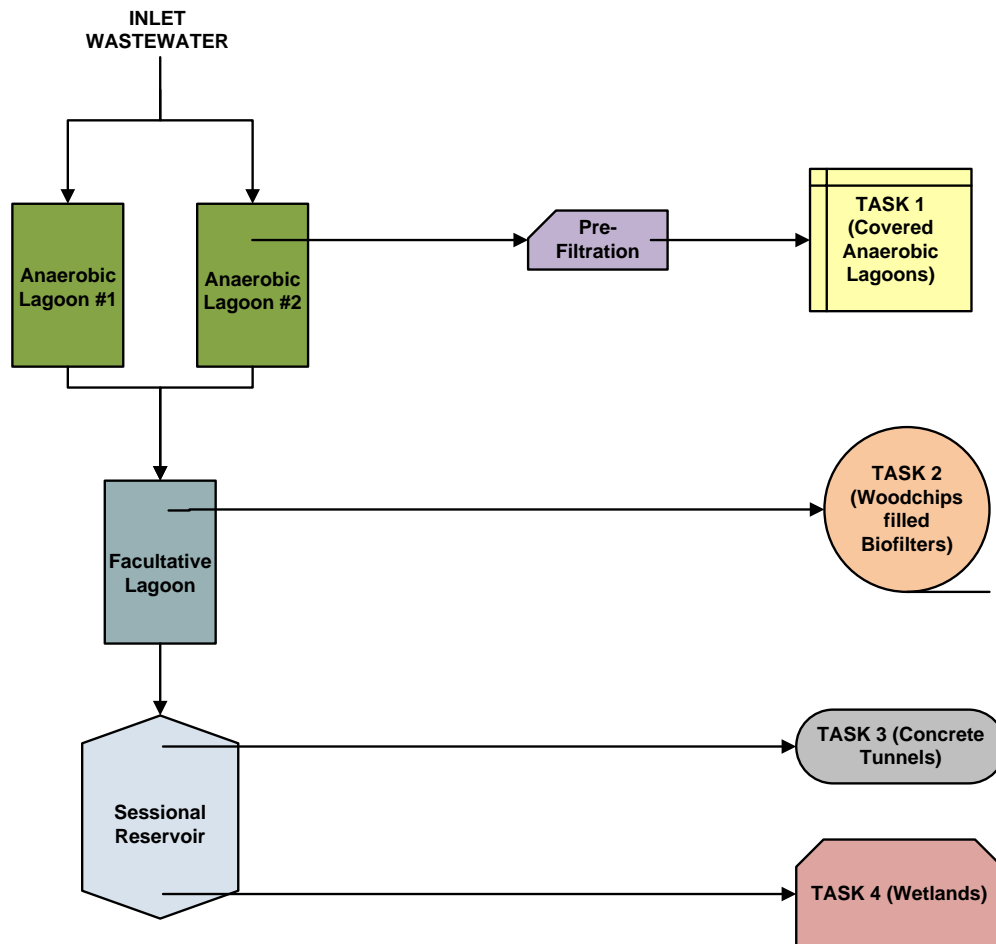 INLET
WASTEWATER
Anaerobic
Lagoon #1
Anaerobic
Lagoon #2
Pre-
Filtration
TASK 1
(Covered
Anaerobic
Lagoons)
Facultative
Lagoon
TASK 2
(Woodchips
filled
Biofilters)
Sessional
Reservoir
TASK 3 (Concrete
Tunnels)
TASK 4 (Wetlands)